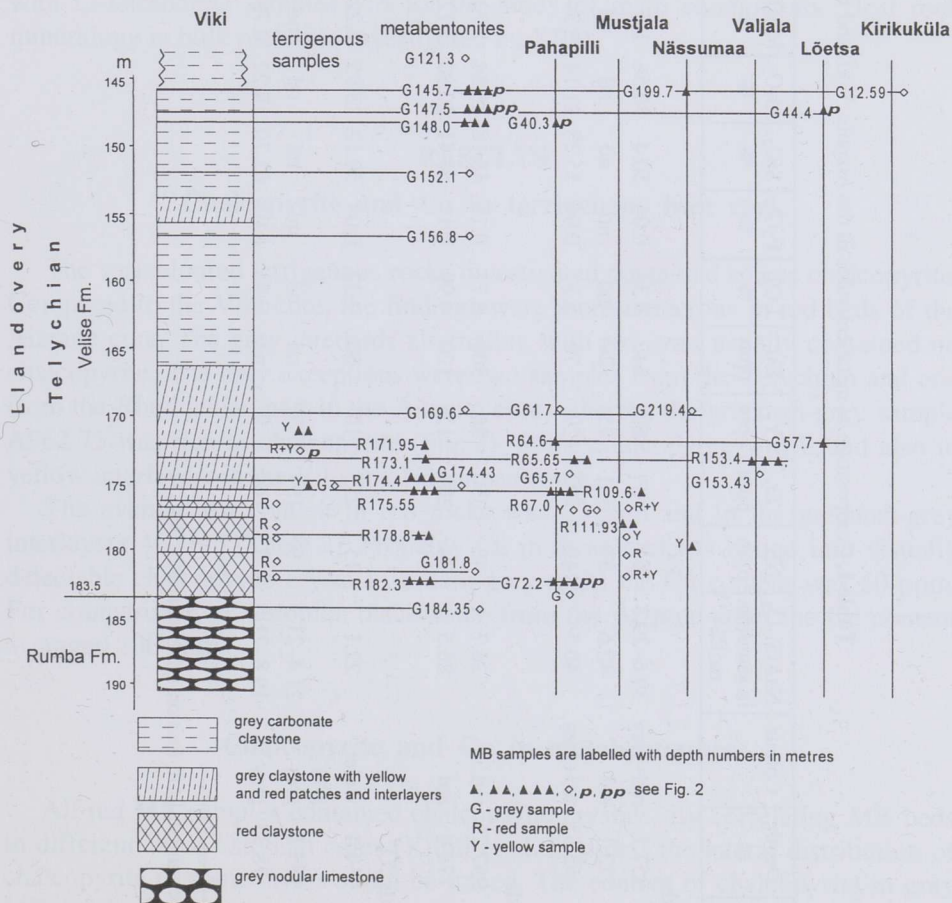 Viki
terrigenous
samples
metabentonites
Pahapilli
Mustjala
Nässumaa
Valjala
Lõetsa
Kirikuküla
m
145
150
155
160
165
170
175
180
183.5
185
190
Landovery
Telychian
Velise Fm.
Rumba Fm.
G121.3
G145.7 ▲▲▲p G199.7 G12.59
G147.5 ▲▲▲pp G44.4 ▲p
G148.0 ▲▲▲ G40.3 ▲p
G152.1
G156.8
G169.6 G61.7 G219.4
Y ▲▲
R+Y ◇p R171.95 ▲ R64.6 ▲ G57.7 ▲
R173.1 ▲ R65.65 ▲▲ R153.4 ▲▲▲▲
R174.4 ▲▲▲ G174.43 G65.7 G153.43
Y ▲ G ◇
R175.55 ▲▲▲ R67.0 ▲▲▲ R109.6 ▲
R Y ▲ G ◇ R+Y
R111.93 ▲▲
R R178.8 ▲▲ Y Y ▲
R R
R G181.8 R+Y
R182.3 ▲▲▲ G72.2 ▲▲▲▲pp
G
G184.35
grey carbonate
claystone
grey claystone with yellow
and red patches and interlayers
red claystone
grey nodular limestone
MB samples are labelled with depth numbers in metres
▲, ▲▲, ▲▲▲, ▲▲▲▲, ◇, p, pp see Fig. 2
G - grey sample
R - red sample
Y - yellow sample